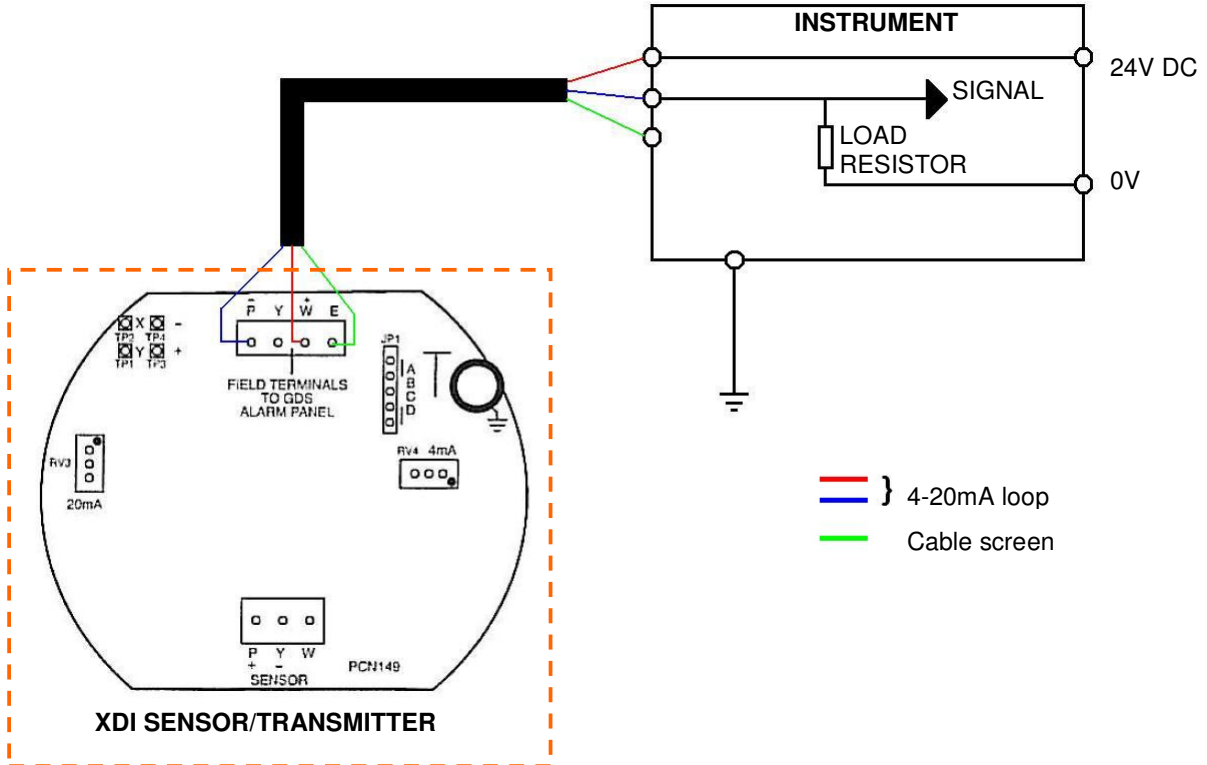 INSTRUMENT
24V DC
SIGNAL
LOAD
RESISTOR
0V
- +
P Y W E
X -
TP2 TP4
Y +
TP1 TP3
JP1
A
B
C
D
FIELD TERMINALS
TO GDS
ALARM PANEL
RV4 4mA
RV3
20mA
} 4-20mA loop
Cable screen
P Y W
+ -
SENSOR
PCN149
XDI SENSOR/TRANSMITTER